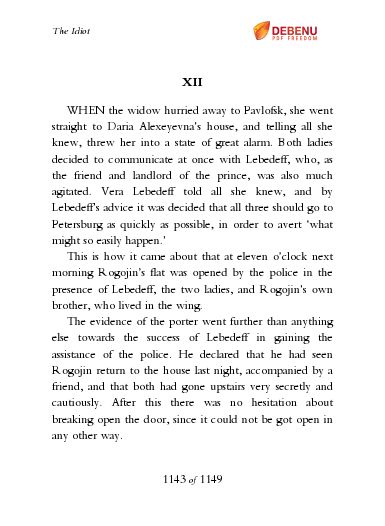 The Idiot
DEBENU
PDF FREEDOM
XII
WHEN the widow hurried away to Pavlofsk, she went
straight to Daria Alexeyevna's house, and telling all she
knew, threw her into a state of great alarm. Both ladies
decided to communicate at once with Lebedeff, who, as
the friend and landlord of the prince, was also much
agitated. Vera Lebedeff told all she knew, and by
Lebedeff's advice it was decided that all three should go to
Petersburg as quickly as possible, in order to avert 'what
might so easily happen.'
This is how it came about that at eleven o'clock next
morning Rogojin's flat was opened by the police in the
presence of Lebedeff, the two ladies, and Rogojin's own
brother, who lived in the wing.
The evidence of the porter went further than anything
else towards the success of Lebedeff in gaining the
assistance of the police. He declared that he had seen
Rogojin return to the house last night, accompanied by a
friend, and that both had gone upstairs very secretly and
cautiously. After this there was no hesitation about
breaking open the door, since it could not be got open in
any other way.
1143 of 1149